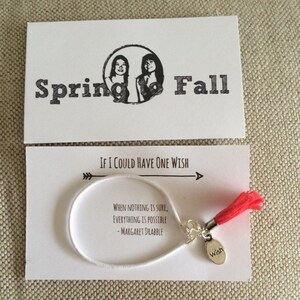 Spring to Fall
If I Could Have One Wish
When nothing is sure,
Everything is possible
~ Margaret Drabble
wish